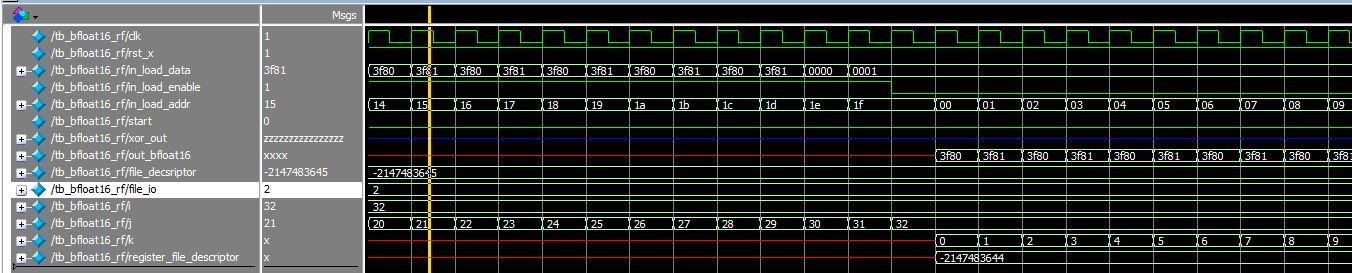 Msgs
/tb_bfloat16_rf/clk 1
/tb_bfloat16_rf/rst_x 1
/tb_bfloat16_rf/in_load_data 3f81 3f80 3f81 3f80 3f81 3f80 3f81 3f80 3f81 3f80 3f81 0000 0001
/tb_bfloat16_rf/in_load_enable 1
/tb_bfloat16_rf/in_load_addr 15 14 15 16 17 18 19 1a 1b 1c 1d 1e 1f 00 01 02 03 04 05 06 07 08 09
/tb_bfloat16_rf/start 0
/tb_bfloat16_rf/xor_out zzzzzzzzzzzzzzzz
/tb_bfloat16_rf/out_bfloat16 xxxx 3f80 3f81 3f80 3f81 3f80 3f81 3f80 3f81 3f80 3f81
/tb_bfloat16_rf/file_decsriptor -2147483645 -2147483645
/tb_bfloat16_rf/file_io 2 2
/tb_bfloat16_rf/i 32 32
/tb_bfloat16_rf/j 21 20 21 22 23 24 25 26 27 28 29 30 31 32
/tb_bfloat16_rf/k x 0 1 2 3 4 5 6 7 8 9
/tb_bfloat16_rf/register_file_descriptor x -2147483644